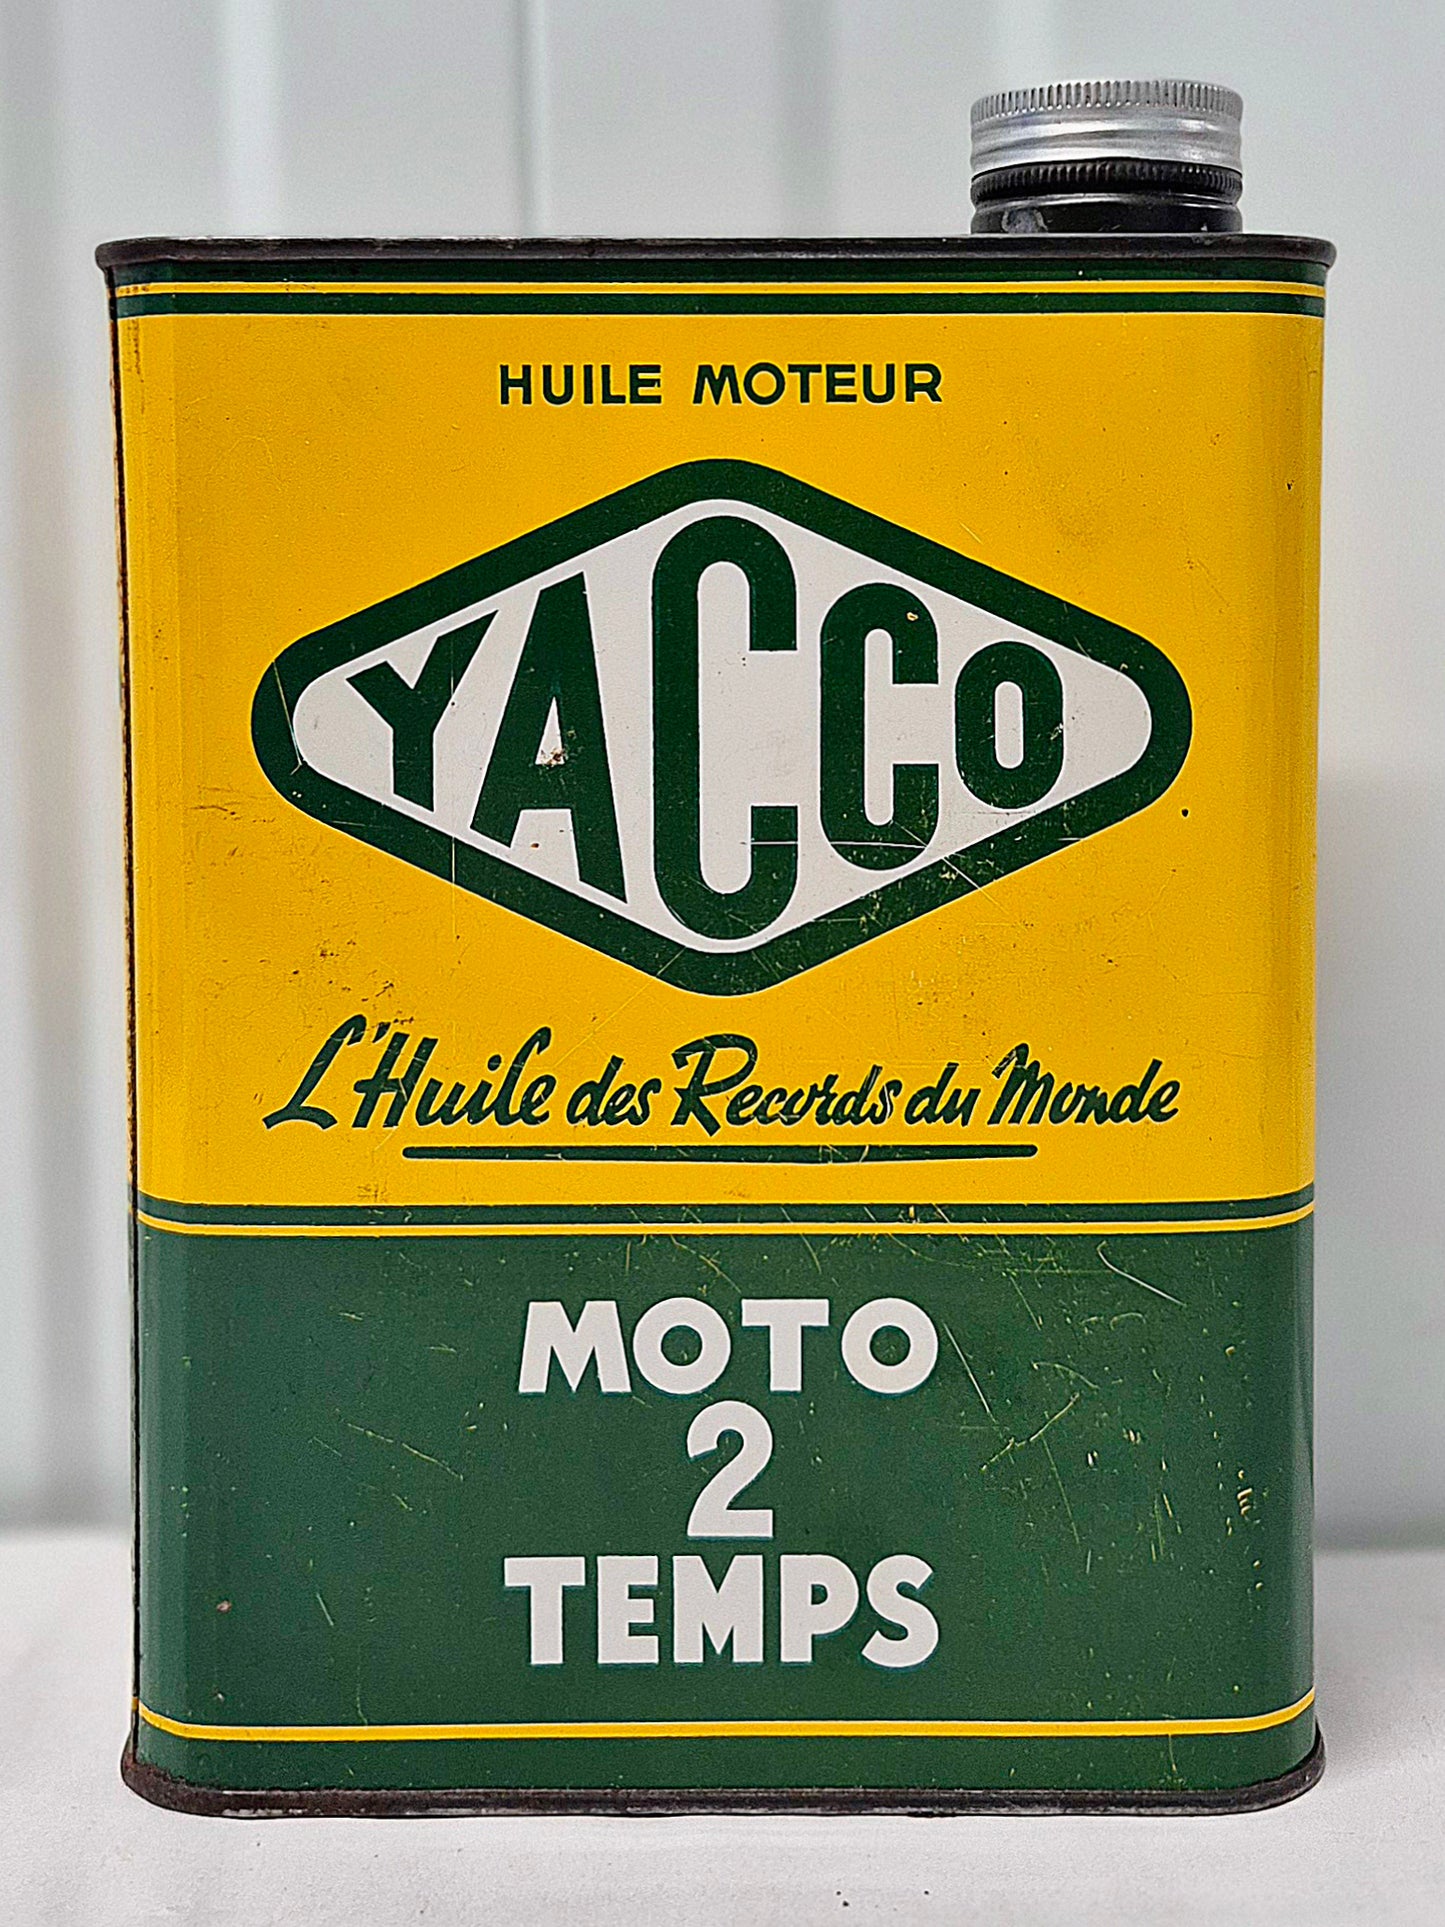 HUILE MOTEUR
YACCO
L'Huile des Records du Monde
MOTO
2
TEMPS